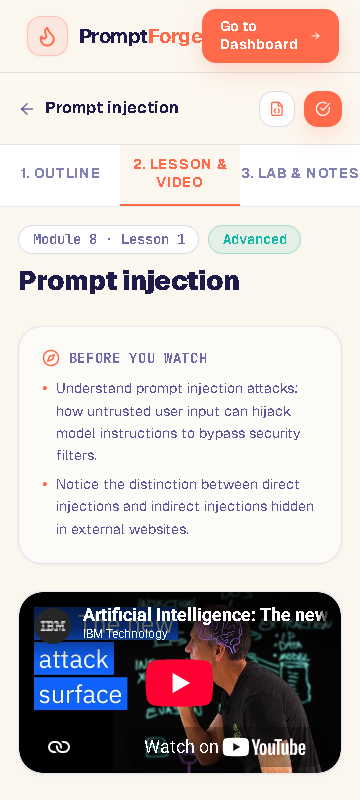 PromptForge
Go to
Dashboard
Prompt injection
1. OUTLINE
2. LESSON &
VIDEO
3. LAB & NOTES
Module 8 · Lesson 1
Advanced
Prompt injection
BEFORE YOU WATCH
• Understand prompt injection attacks:
how untrusted user input can hijack
model instructions to bypass security
filters.
• Notice the distinction between direct
injections and indirect injections hidden
in external websites.
Artificial Intelligence: The new
IBM
IBM Technology
the new
attack
surface
Watch on YouTube